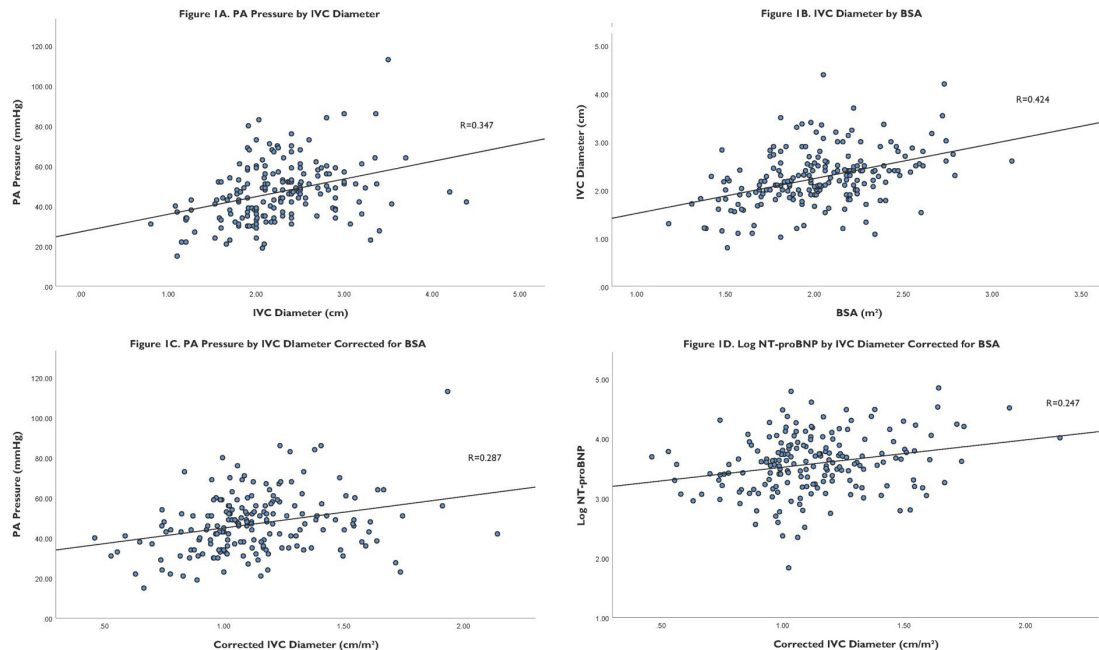 Figure 1A. PA Pressure by IVC Diameter
120.00
100.00
80.00
60.00
40.00
20.00
.00
PA Pressure (mmHg)
R=0.347
.00 1.00 2.00 3.00 4.00 5.00
IVC Diameter (cm)
Figure 1B. IVC Diameter by BSA
5.00
4.00
3.00
2.00
1.00
.00
IVC Diameter (cm)
R=0.424
1.00 1.50 2.00 2.50 3.00 3.50
BSA (m²)
Figure 1C. PA Pressure by IVC DIameter Corrected for BSA
120.00
100.00
80.00
60.00
40.00
20.00
.00
PA Pressure (mmHg)
R=0.287
.50 1.00 1.50 2.00
Corrected IVC Diameter (cm/m²)
Figure 1D. Log NT-proBNP by IVC Diameter Corrected for BSA
5.00
4.00
3.00
2.00
1.00
Log NT-proBNP
R=0.247
.50 1.00 1.50 2.00
Corrected IVC Diameter (cm/m²)